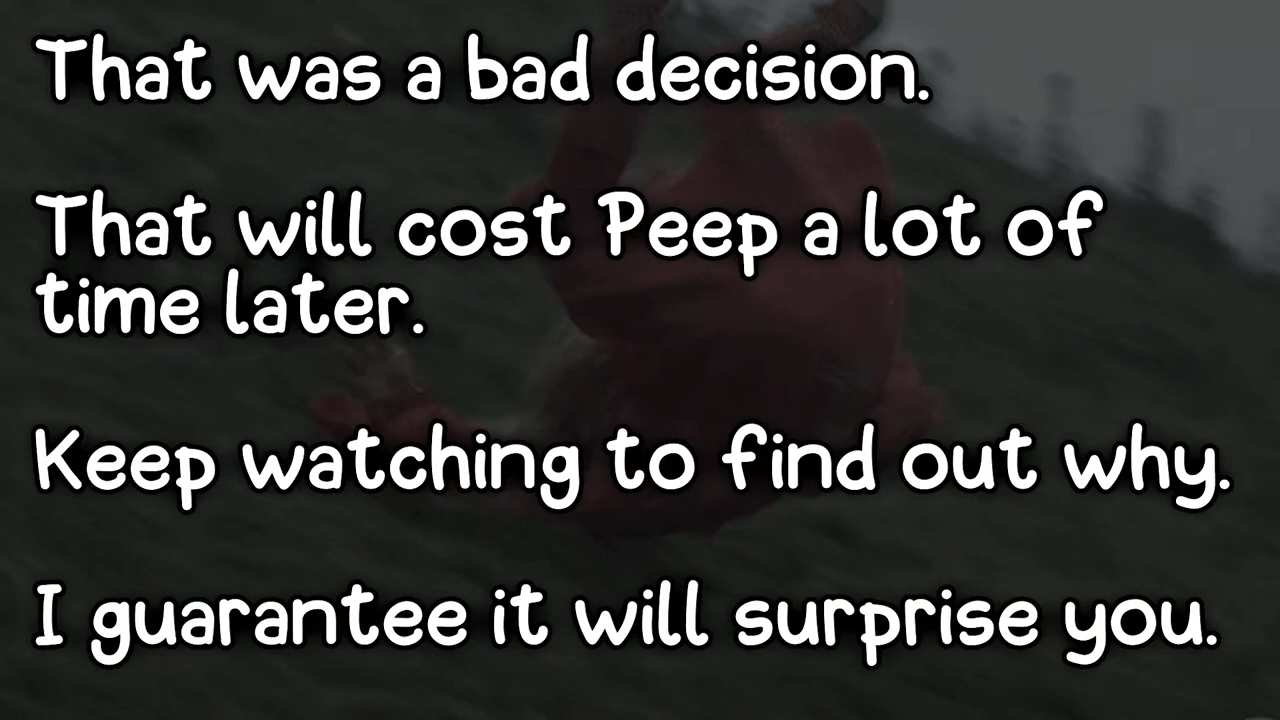 That was a bad decision.
That will cost Peep a lot of
time later.
Keep watching to find out why.
I guarantee it will surprise you.